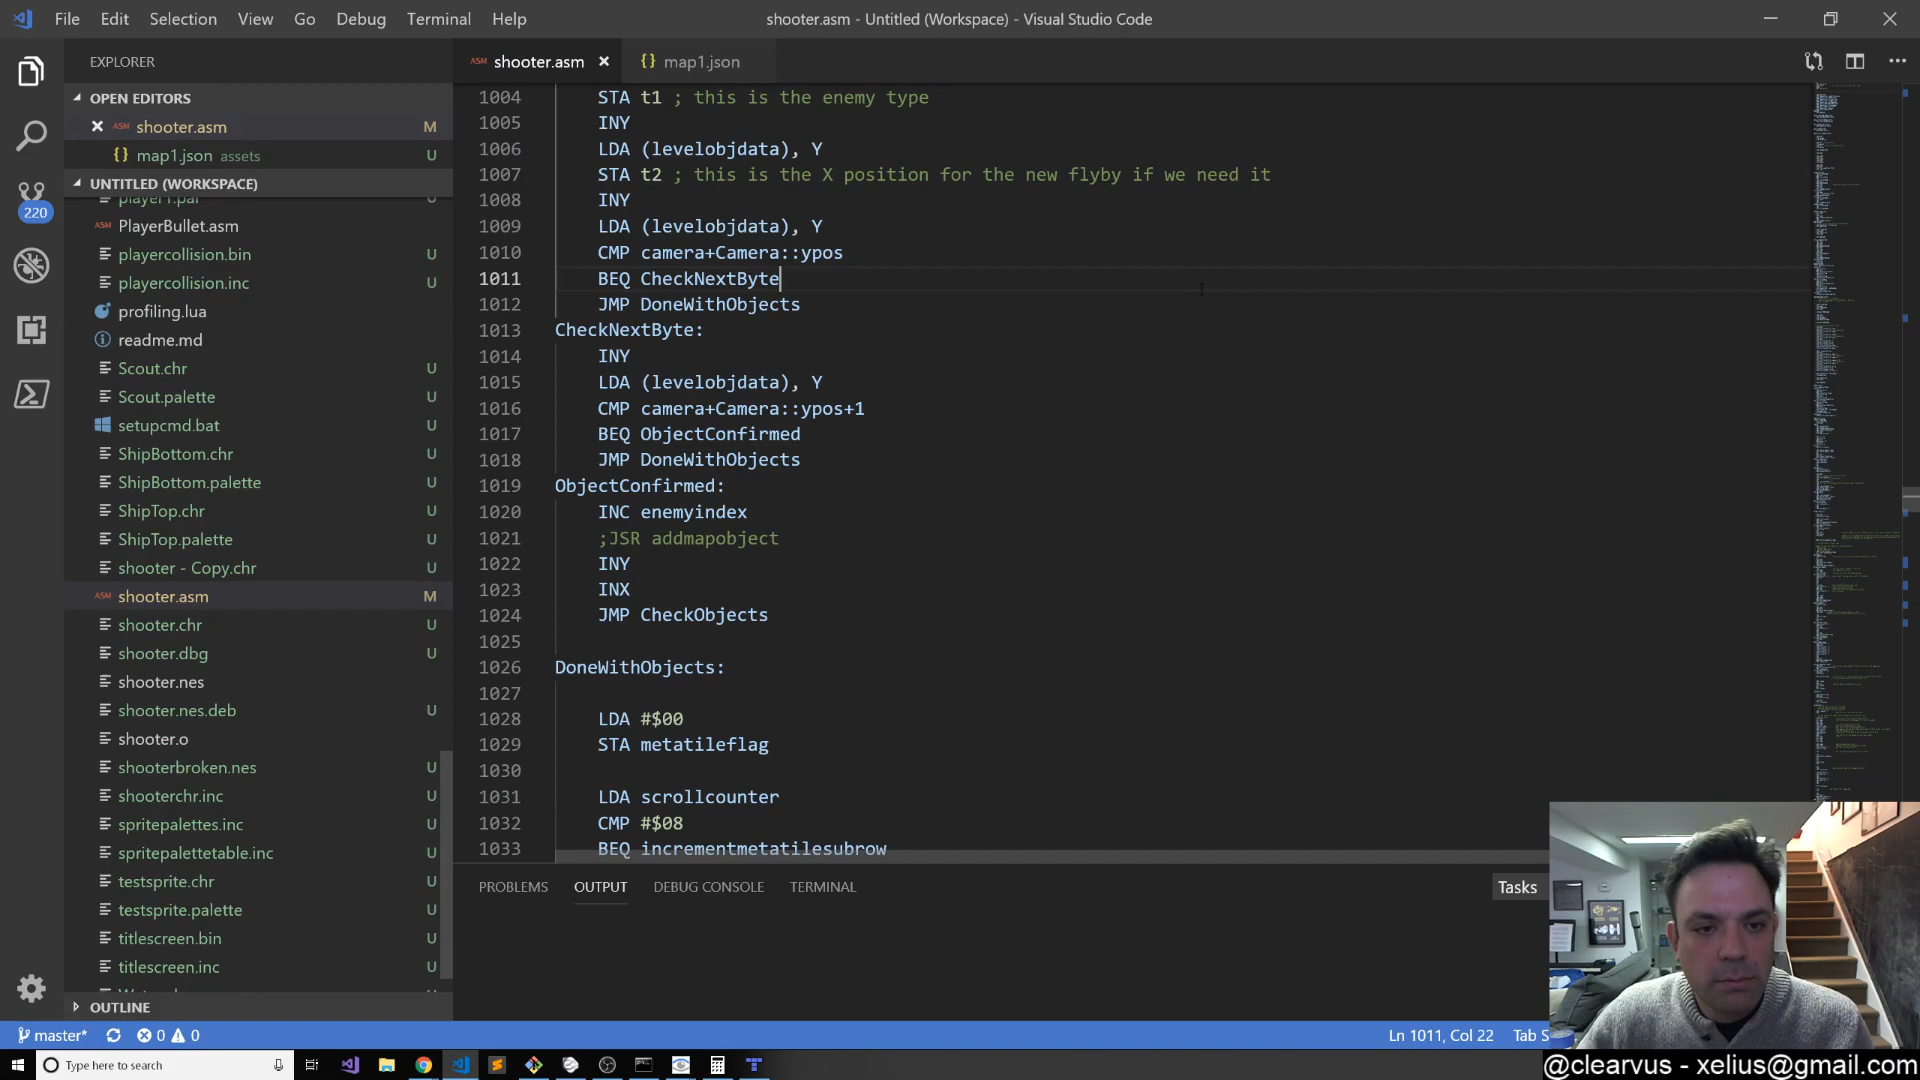 File Edit Selection View Go Debug Terminal Help
shooter.asm - Untitled (Workspace) - Visual Studio Code
EXPLORER
OPEN EDITORS
ASM shooter.asm M
{} map1.json assets U
UNTITLED (WORKSPACE)
player1.pal U
ASM PlayerBullet.asm
playercollision.bin U
playercollision.inc U
profiling.lua
readme.md
Scout.chr U
Scout.palette U
setupcmd.bat U
ShipBottom.chr U
ShipBottom.palette U
ShipTop.chr U
ShipTop.palette U
shooter - Copy.chr U
ASM shooter.asm M
shooter.chr U
shooter.dbg U
shooter.nes
shooter.nes.deb U
shooter.o
shooterbroken.nes U
shooterchr.inc U
spritepalettes.inc U
spritepalettetable.inc U
testsprite.chr U
testsprite.palette U
titlescreen.bin U
titlescreen.inc U
OUTLINE
220
ASM shooter.asm
{} map1.json
1004 STA t1 ; this is the enemy type
1005 INY
1006 LDA (levelobjdata), Y
1007 STA t2 ; this is the X position for the new flyby if we need it
1008 INY
1009 LDA (levelobjdata), Y
1010 CMP camera+Camera::ypos
1011 BEQ CheckNextByte
1012 JMP DoneWithObjects
1013 CheckNextByte:
1014 INY
1015 LDA (levelobjdata), Y
1016 CMP camera+Camera::ypos+1
1017 BEQ ObjectConfirmed
1018 JMP DoneWithObjects
1019 ObjectConfirmed:
1020 INC enemyindex
1021 ;JSR addmapobject
1022 INY
1023 INX
1024 JMP CheckObjects
1025
1026 DoneWithObjects:
1027
1028 LDA #$00
1029 STA metatileflag
1030
1031 LDA scrollcounter
1032 CMP #$08
1033 BEQ incrementmetatilesubrow
PROBLEMS OUTPUT DEBUG CONSOLE TERMINAL
Tasks
master* 0 0
Ln 1011, Col 22 Tab S
Type here to search
@clearvus - xelius@gmail.com